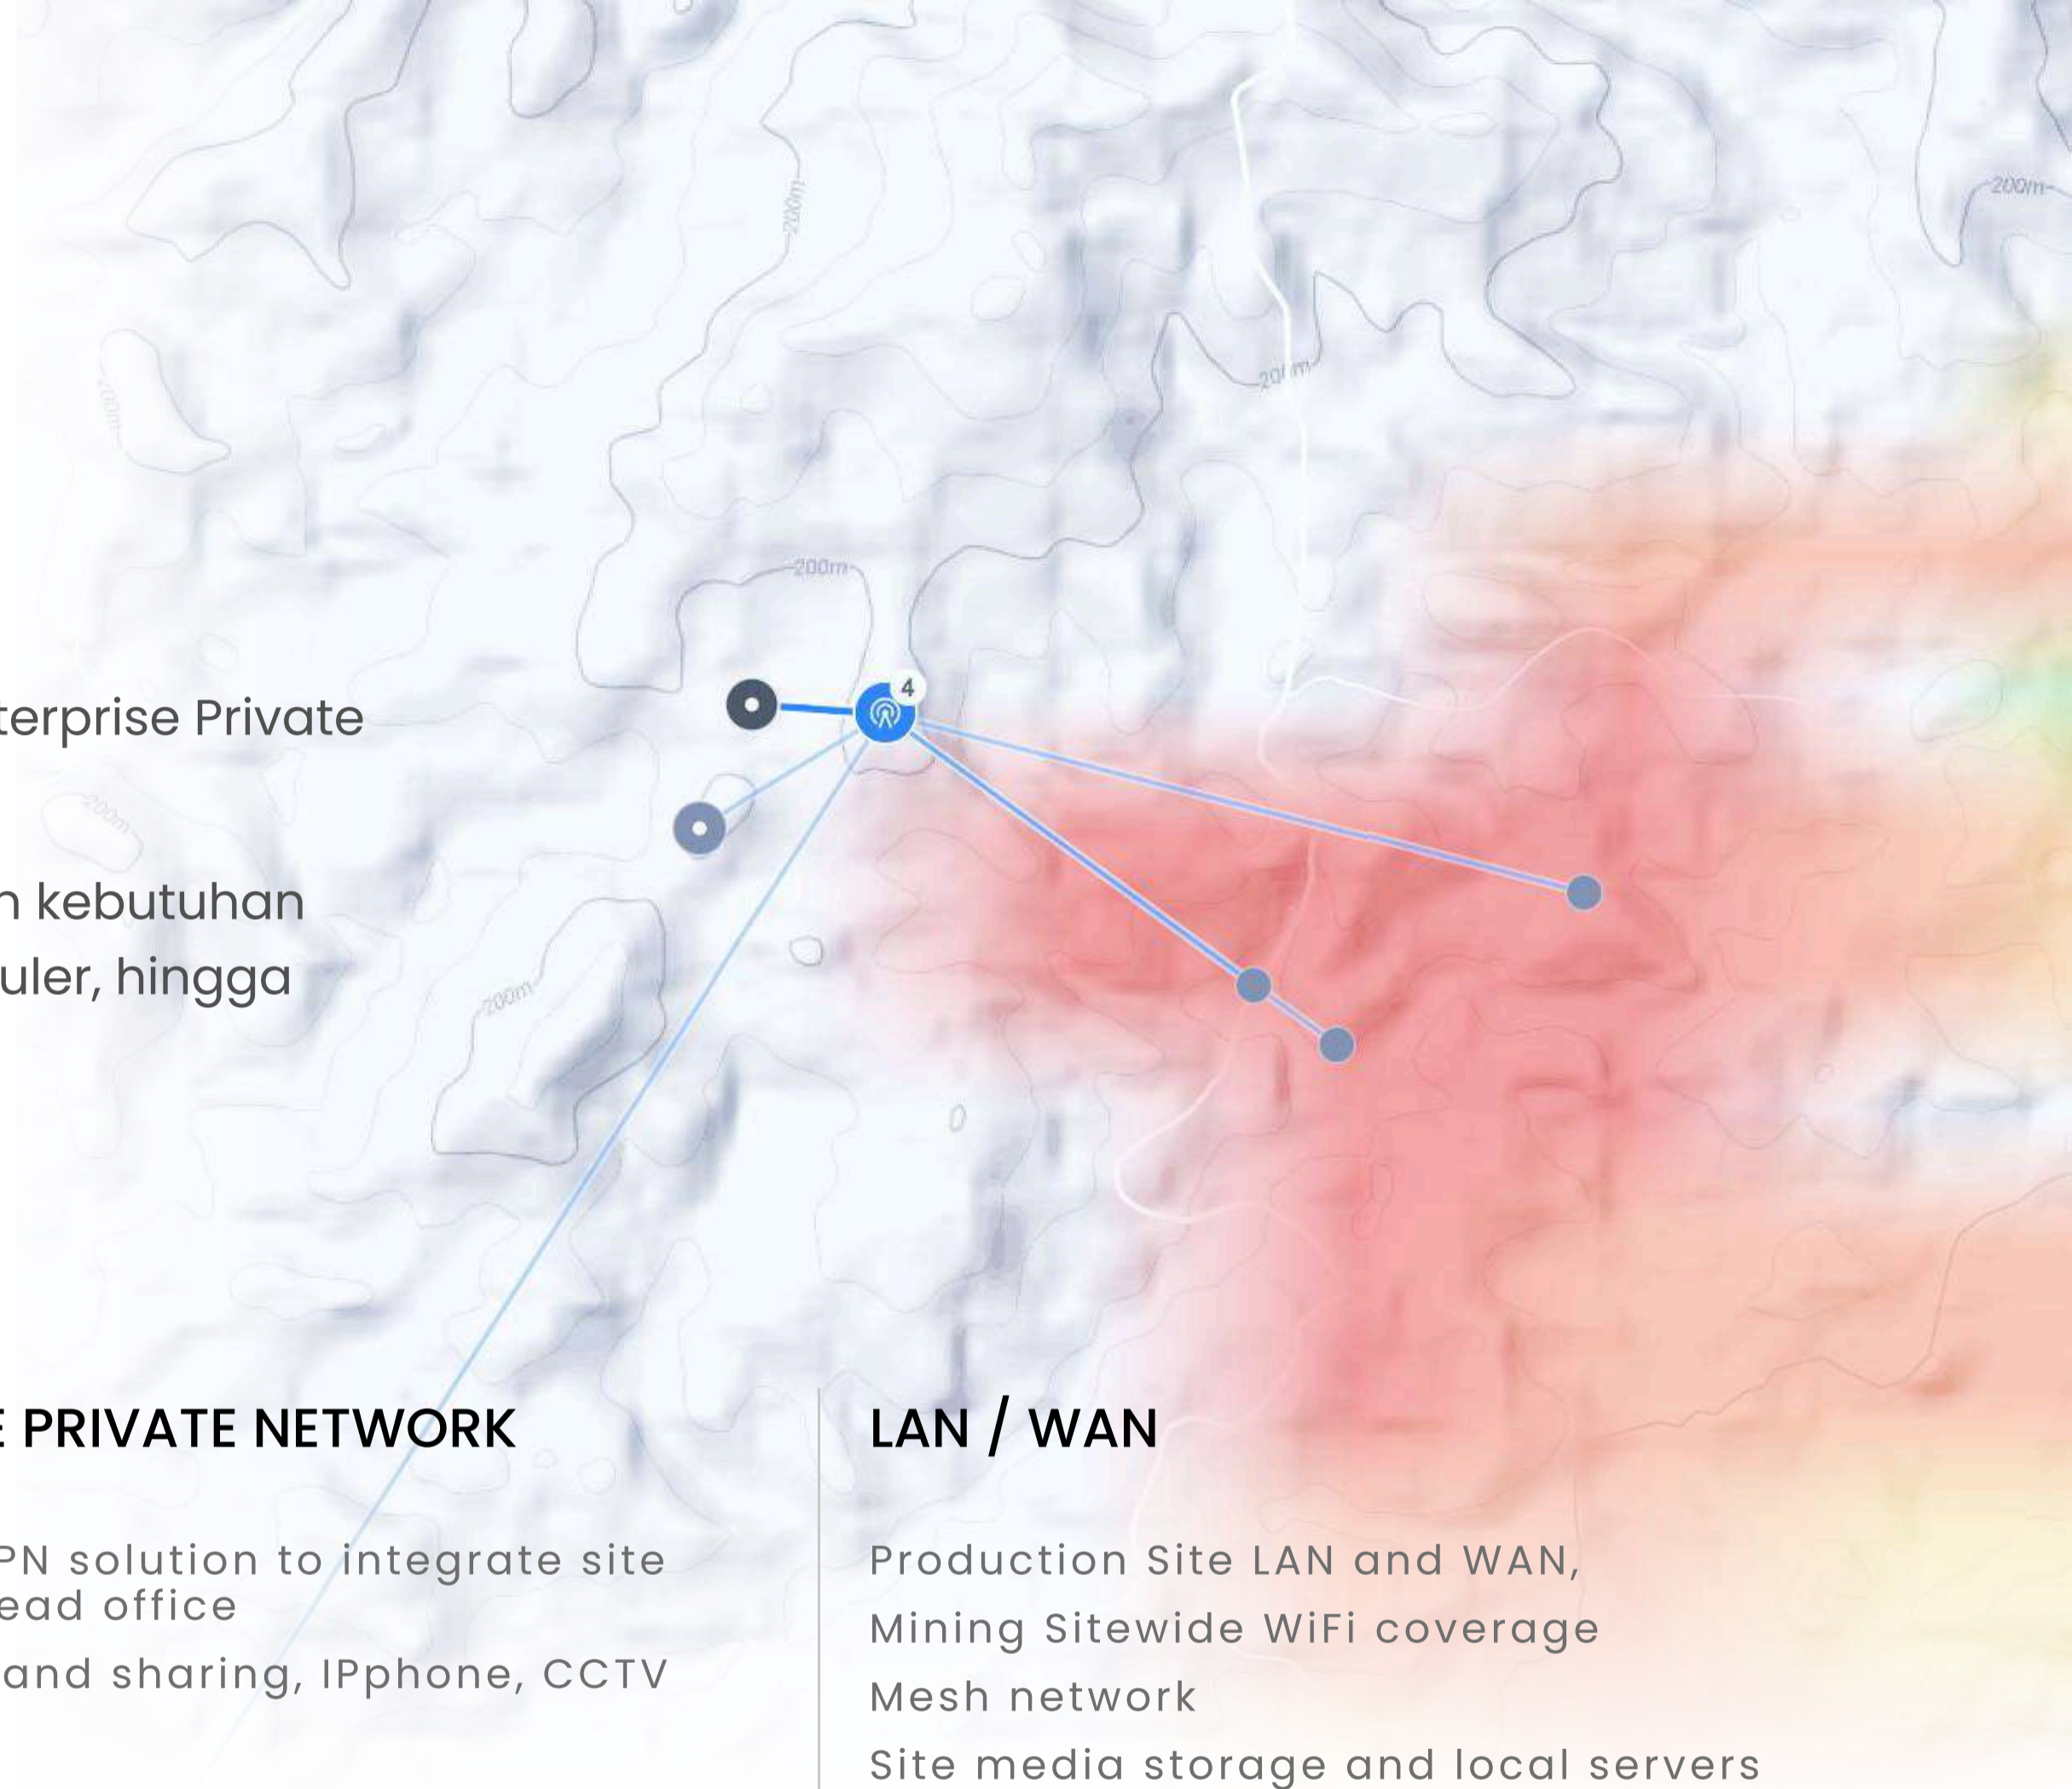 200m
200m
200m
200m
200m
4
terprise Private
200m
n kebutuhan
uler, hingga
200m
E PRIVATE NETWORK
PN solution to integrate site
ead office
and sharing, IPphone, CCTV
LAN / WAN
Production Site LAN and WAN,
Mining Sitewide WiFi coverage
Mesh network
Site media storage and local servers